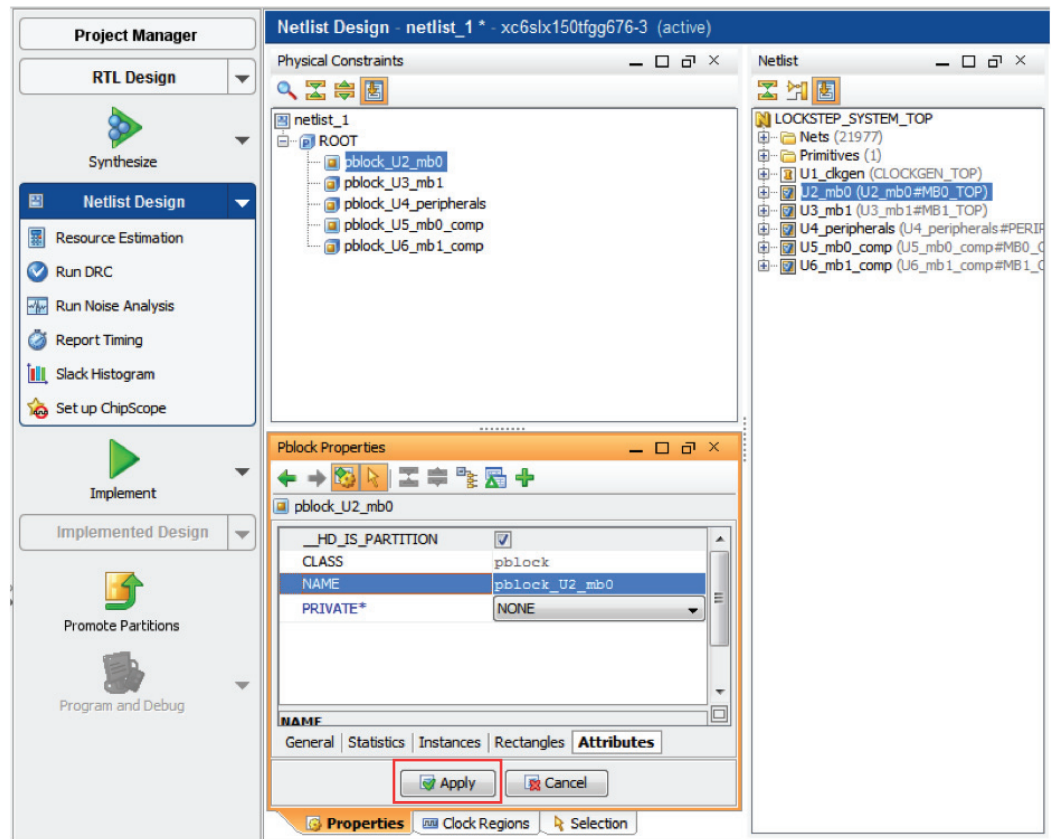 Project Manager
RTL Design
Synthesize
Netlist Design
Resource Estimation
Run DRC
Run Noise Analysis
Report Timing
Slack Histogram
Set up ChipScope
Implement
Implemented Design
Promote Partitions
Program and Debug
Netlist Design - netlist_1 * - xc6slx150tfgg676-3 (active)
Physical Constraints
netlist_1
ROOT
pblock_U2_mb0
pblock_U3_mb1
pblock_U4_peripherals
pblock_U5_mb0_comp
pblock_U6_mb1_comp
Netlist
LOCKSTEP_SYSTEM_TOP
Nets (21977)
Primitives (1)
U1_clkgen (CLOCKGEN_TOP)
U2_mb0 (U2_mb0#MB0_TOP)
U3_mb1 (U3_mb1#MB1_TOP)
U4_peripherals (U4_peripherals#PERIF
U5_mb0_comp (U5_mb0_comp#MB0_C
U6_mb1_comp (U6_mb1_comp#MB1_C
Pblock Properties
pblock_U2_mb0
__HD_IS_PARTITION
CLASS pblock
NAME pblock_U2_mb0
PRIVATE* NONE
NAME
General Statistics Instances Rectangles Attributes
Apply Cancel
Properties Clock Regions Selection